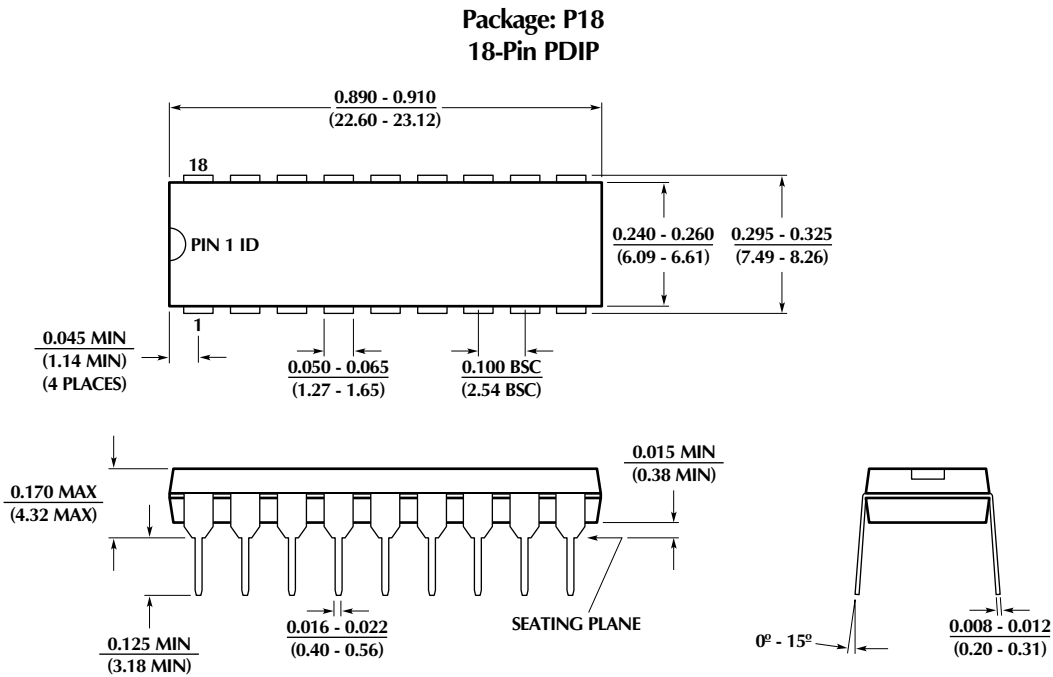 Package: P18
18-Pin PDIP
0.890 - 0.910
(22.60 - 23.12)
18
PIN 1 ID
0.240 - 0.260
(6.09 - 6.61)
0.295 - 0.325
(7.49 - 8.26)
1
0.045 MIN
(1.14 MIN)
(4 PLACES)
0.050 - 0.065
(1.27 - 1.65)
0.100 BSC
(2.54 BSC)
0.015 MIN
(0.38 MIN)
0.170 MAX
(4.32 MAX)
SEATING PLANE
0.016 - 0.022
(0.40 - 0.56)
0.125 MIN
(3.18 MIN)
0º - 15º
0.008 - 0.012
(0.20 - 0.31)